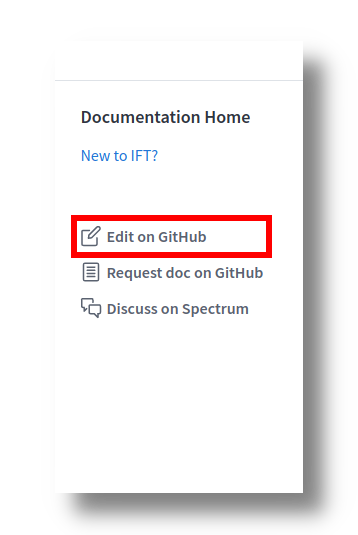 Documentation Home
New to IFT?
Edit on GitHub
Request doc on GitHub
Discuss on Spectrum